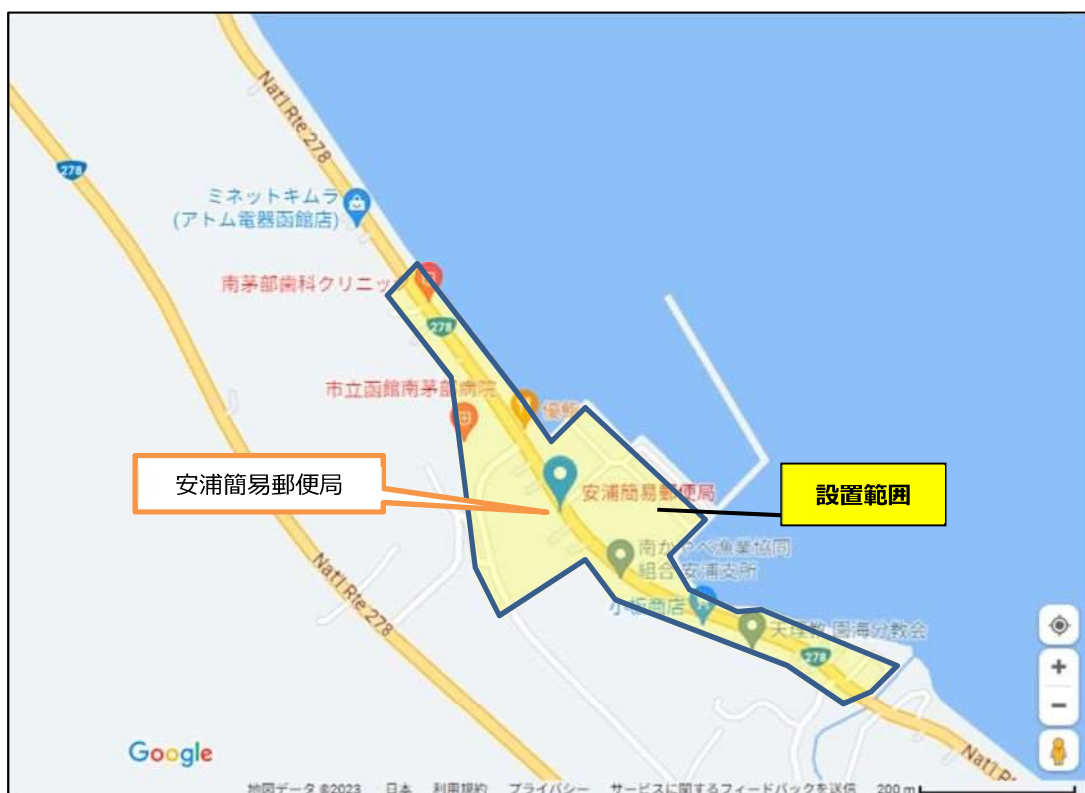 Nat'l Rte 278
278
ミネットキムラ
(アトム電器函館店)
南茅部歯科クリニッ
278
市立函館南茅部病院
安浦簡易郵便局
安浦簡易郵便局
設置範囲
南かやべ漁業協同
組合 安浦支所
小板商店
天理教 園海分教会
278
Nat'l Rte 278
Nat'l R
Google
地図データ ©2023 日本 利用規約 プライバシー サービスに関するフィードバックを送信 200 m